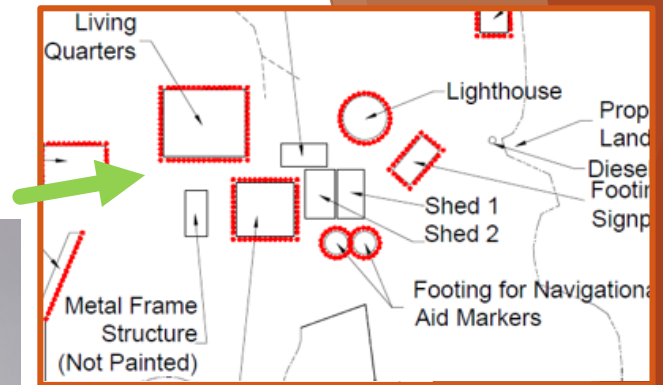 Living
Quarters
Lighthouse
Prop
Land
Diese
Footin
Signp
Shed 1
Shed 2
Footing for Navigationa
Aid Markers
Metal Frame
Structure
(Not Painted)